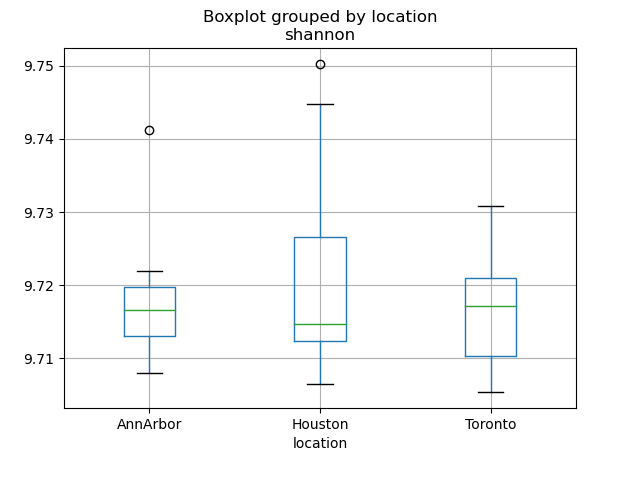 Boxplot grouped by location
shannon
9.75
9.74
9.73
9.72
9.71
AnnArbor Houston Toronto
location